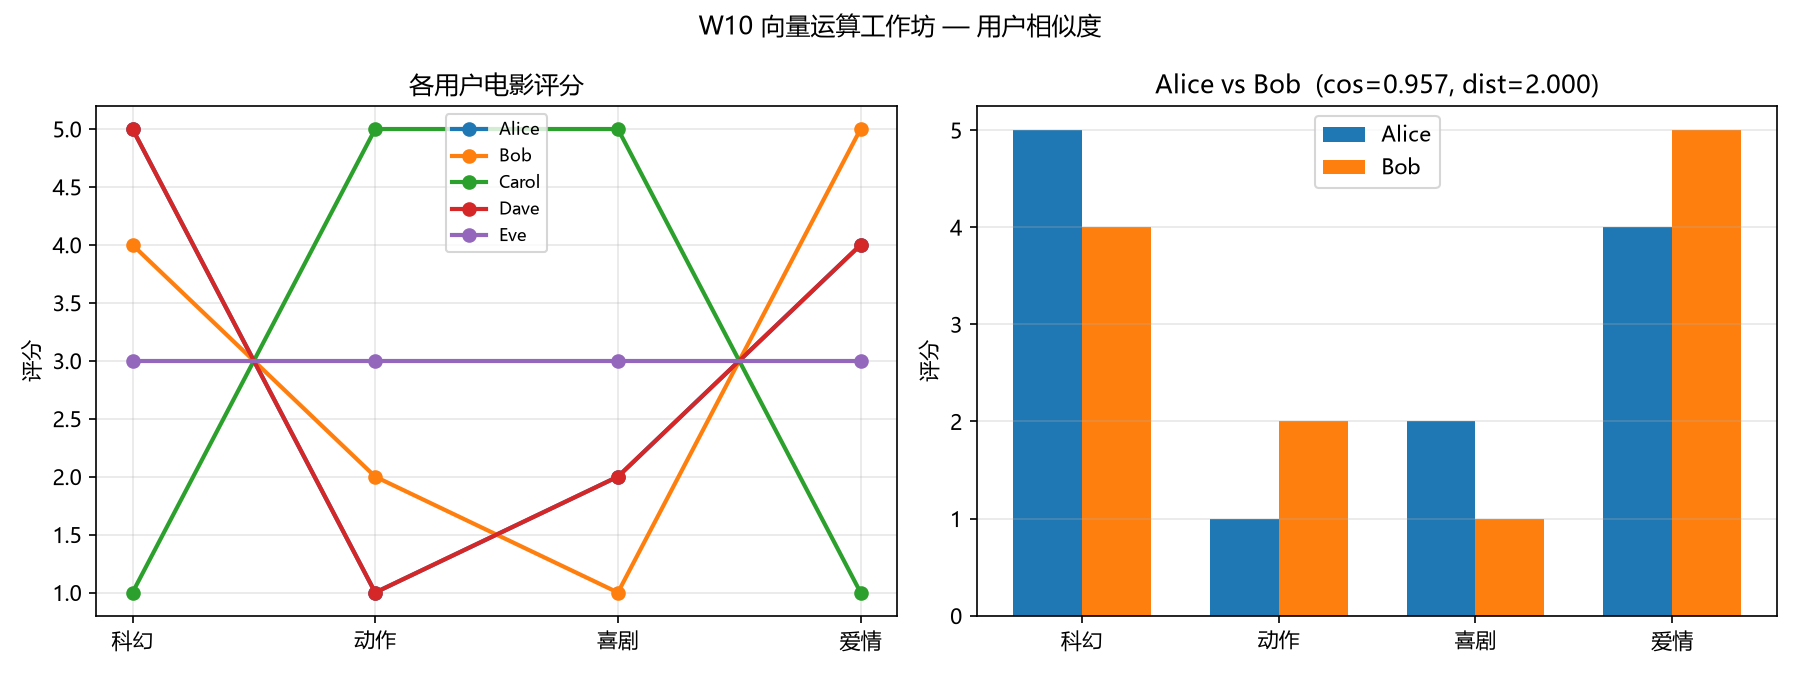 W10 向量运算工作坊 — 用户相似度
各用户电影评分
评分
5.0
4.5
4.0
3.5
3.0
2.5
2.0
1.5
1.0
Alice
Bob
Carol
Dave
Eve
科幻
动作
喜剧
爱情
Alice vs Bob (cos=0.957, dist=2.000)
评分
5
4
3
2
1
0
Alice
Bob
科幻
动作
喜剧
爱情